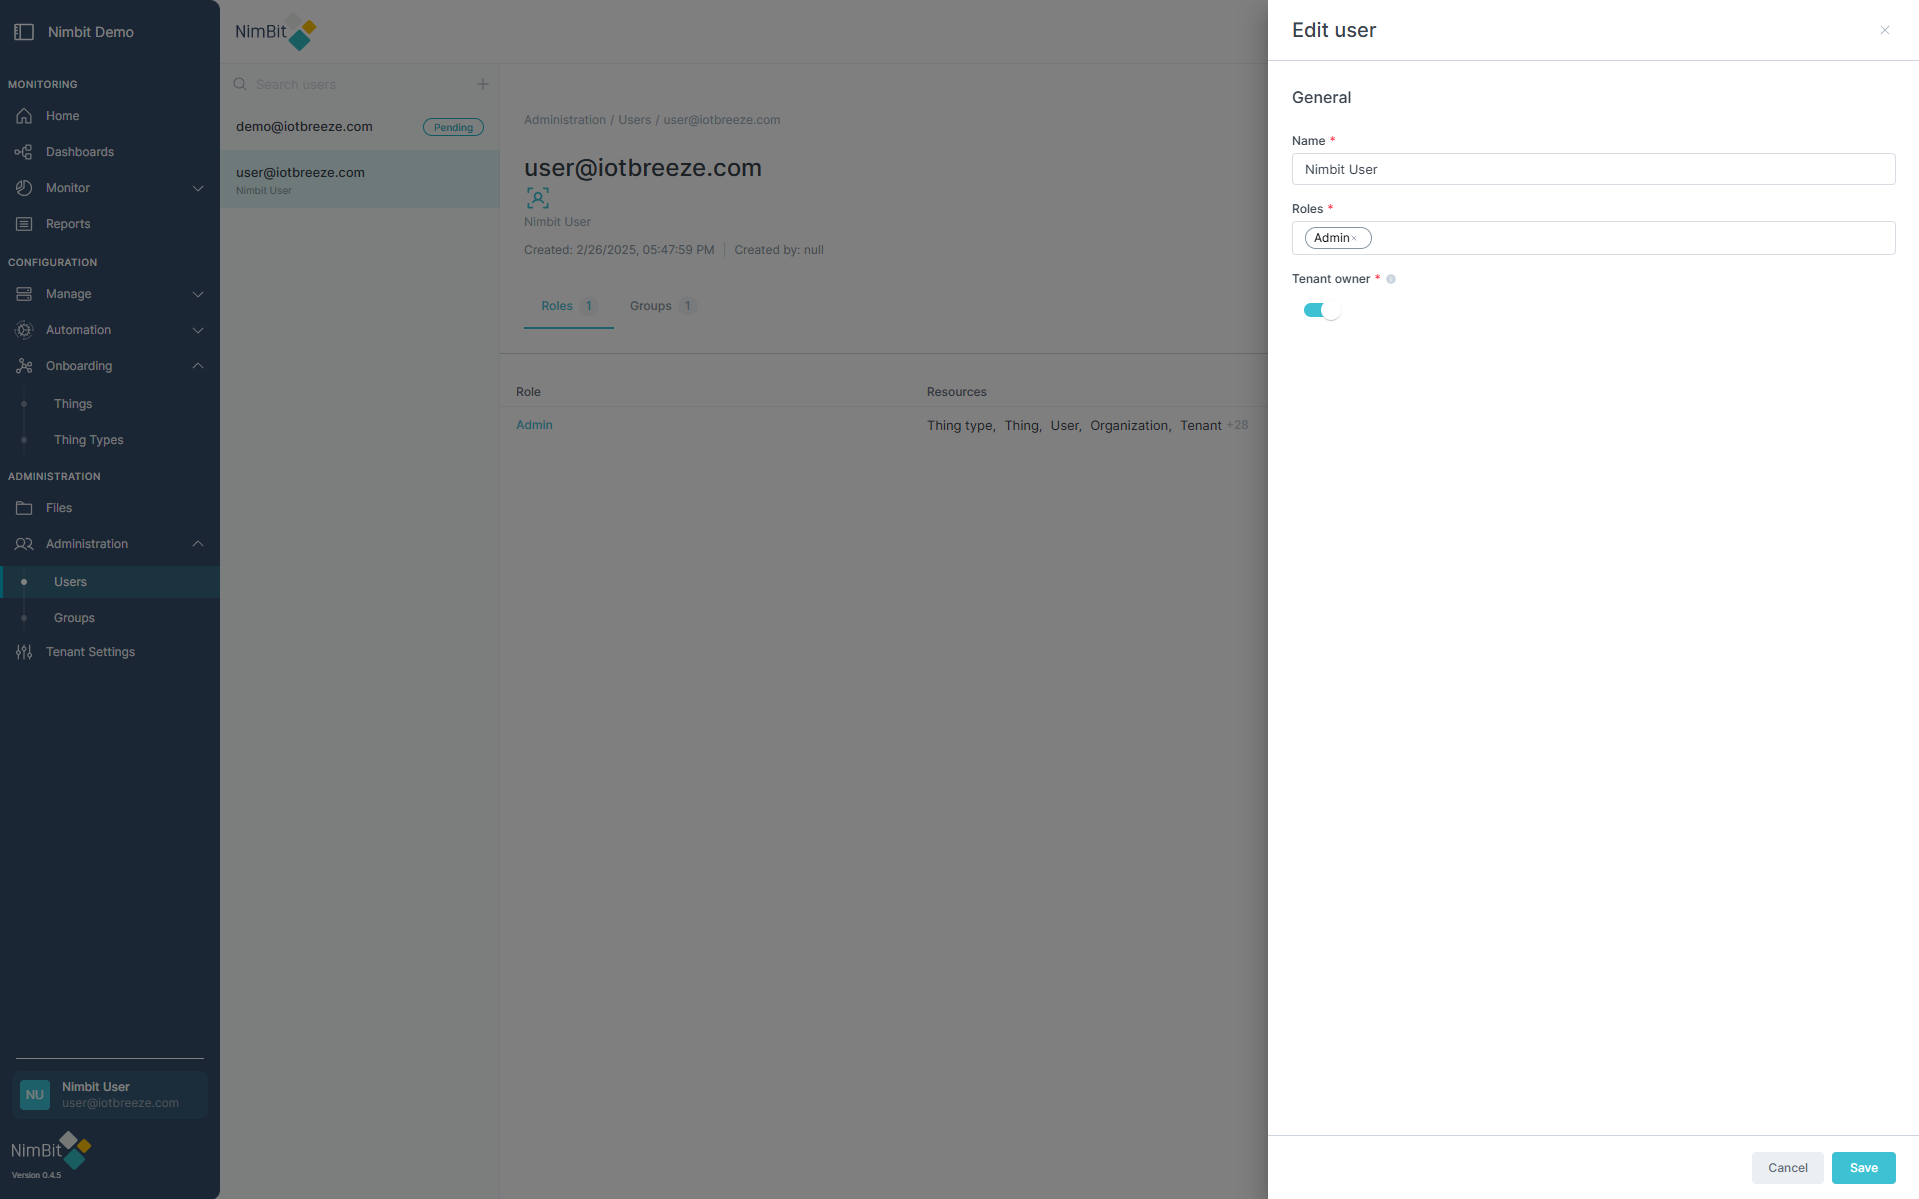 Nimbit Demo
MONITORING
Home
Dashboards
Monitor
Reports
CONFIGURATION
Manage
Automation
Onboarding
Things
Thing Types
ADMINISTRATION
Files
Administration
Users
Groups
Tenant Settings
NU
Nimbit User
user@iotbreeze.com
NimBit
Version 0.4.5
NimBit
Search users
demo@iotbreeze.com
Pending
user@iotbreeze.com
Nimbit User
Administration / Users / user@iotbreeze.com
user@iotbreeze.com
Nimbit User
Created: 2/26/2025, 05:47:59 PM | Created by: null
Roles 1 Groups 1
Role Resources
Admin Thing type, Thing, User, Organization, Tenant +28
Edit user
General
Name *
Nimbit User
Roles *
Admin
Tenant owner *
Cancel Save